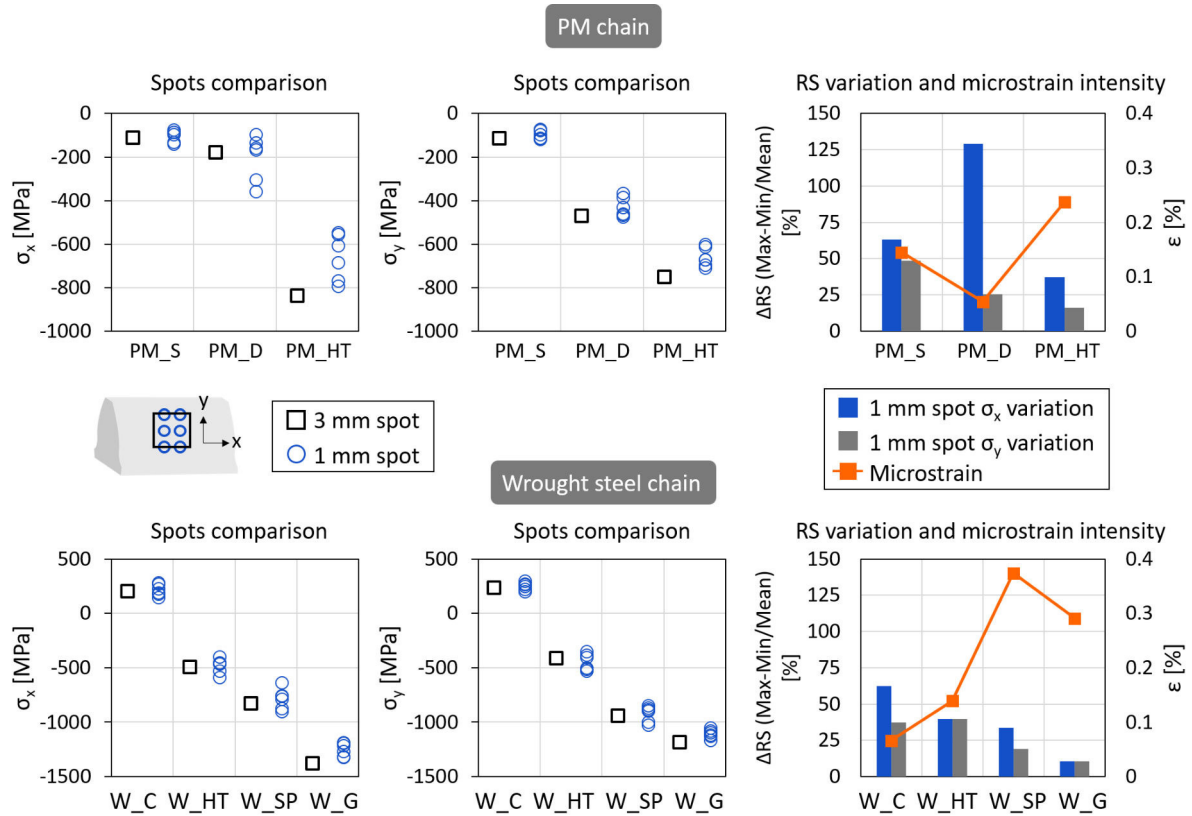 PM chain
Spots comparison
σx [MPa]
0
-200
-400
-600
-800
-1000
PM_S PM_D PM_HT
Spots comparison
σy [MPa]
0
-200
-400
-600
-800
-1000
PM_S PM_D PM_HT
RS variation and microstrain intensity
ΔRS (Max-Min/Mean)
[%]
150
125
100
75
50
25
0
0.4
0.3
0.2
0.1
0
ε [%]
PM_S PM_D PM_HT
y
x
3 mm spot
1 mm spot
1 mm spot σx variation
1 mm spot σy variation
Microstrain
Wrought steel chain
Spots comparison
σx [MPa]
500
0
-500
-1000
-1500
W_C W_HT W_SP W_G
Spots comparison
σy [MPa]
500
0
-500
-1000
-1500
W_C W_HT W_SP W_G
RS variation and microstrain intensity
ΔRS (Max-Min/Mean)
[%]
150
125
100
75
50
25
0
0.4
0.3
0.2
0.1
0
ε [%]
W_C W_HT W_SP W_G